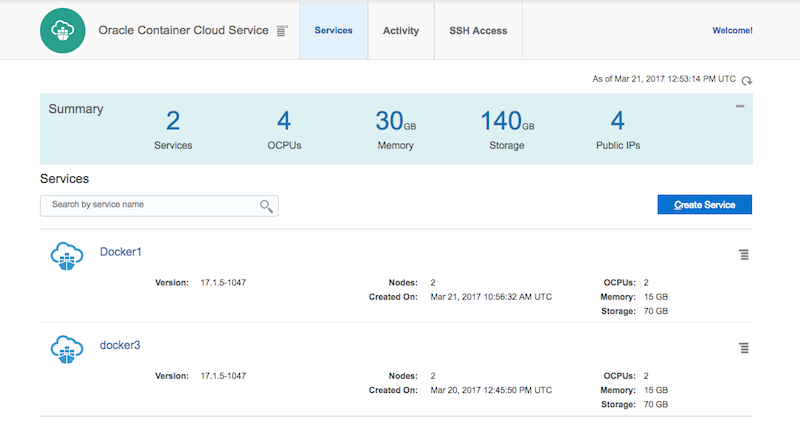 Oracle Container Cloud Service Services Activity SSH Access Welcome!
As of Mar 21, 2017 12:53:14 PM UTC
Summary
2 4 30GB 140GB 4
Services OCPUs Memory Storage Public IPs
Services
Search by service name Create Service
Docker1
Version: 17.1.5-1047 Nodes: 2 OCPUs: 2
Created On: Mar 21, 2017 10:56:32 AM UTC Memory: 15 GB
Storage: 70 GB
docker3
Version: 17.1.5-1047 Nodes: 2 OCPUs: 2
Created On: Mar 20, 2017 12:45:50 PM UTC Memory: 15 GB
Storage: 70 GB